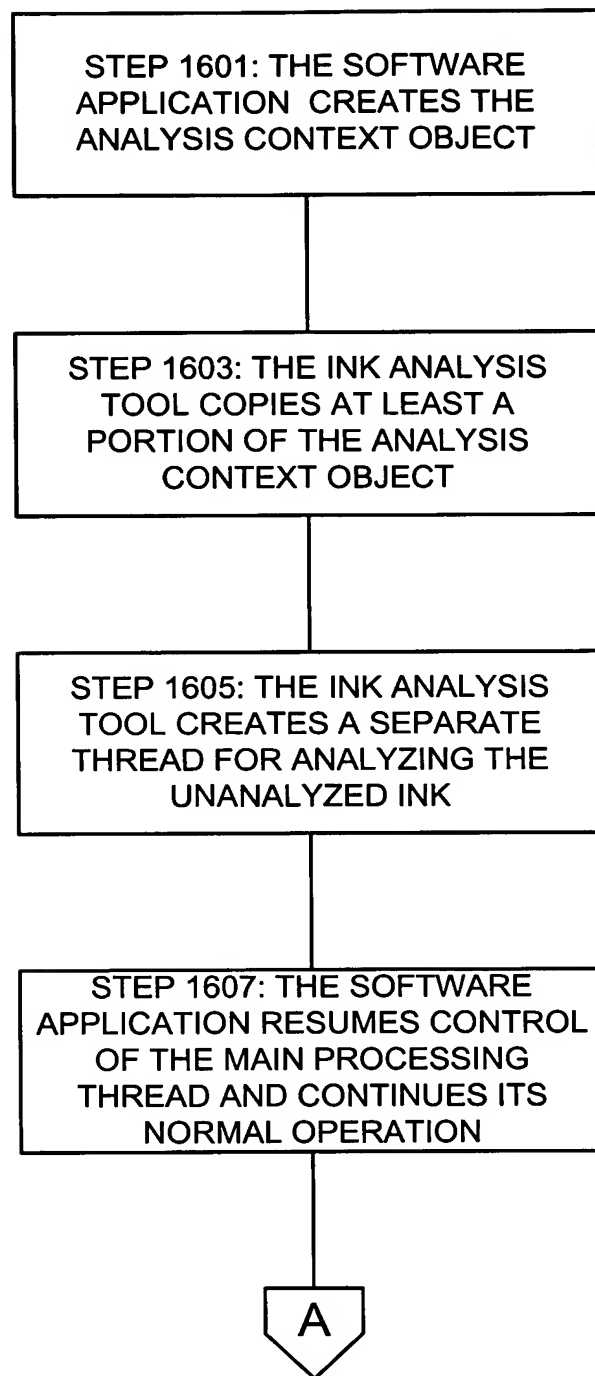 STEP 1601: THE SOFTWARE
APPLICATION CREATES THE
ANALYSIS CONTEXT OBJECT
STEP 1603: THE INK ANALYSIS
TOOL COPIES AT LEAST A
PORTION OF THE ANALYSIS
CONTEXT OBJECT
STEP 1605: THE INK ANALYSIS
TOOL CREATES A SEPARATE
THREAD FOR ANALYZING THE
UNANALYZED INK
STEP 1607: THE SOFTWARE
APPLICATION RESUMES CONTROL
OF THE MAIN PROCESSING
THREAD AND CONTINUES ITS
NORMAL OPERATION
A